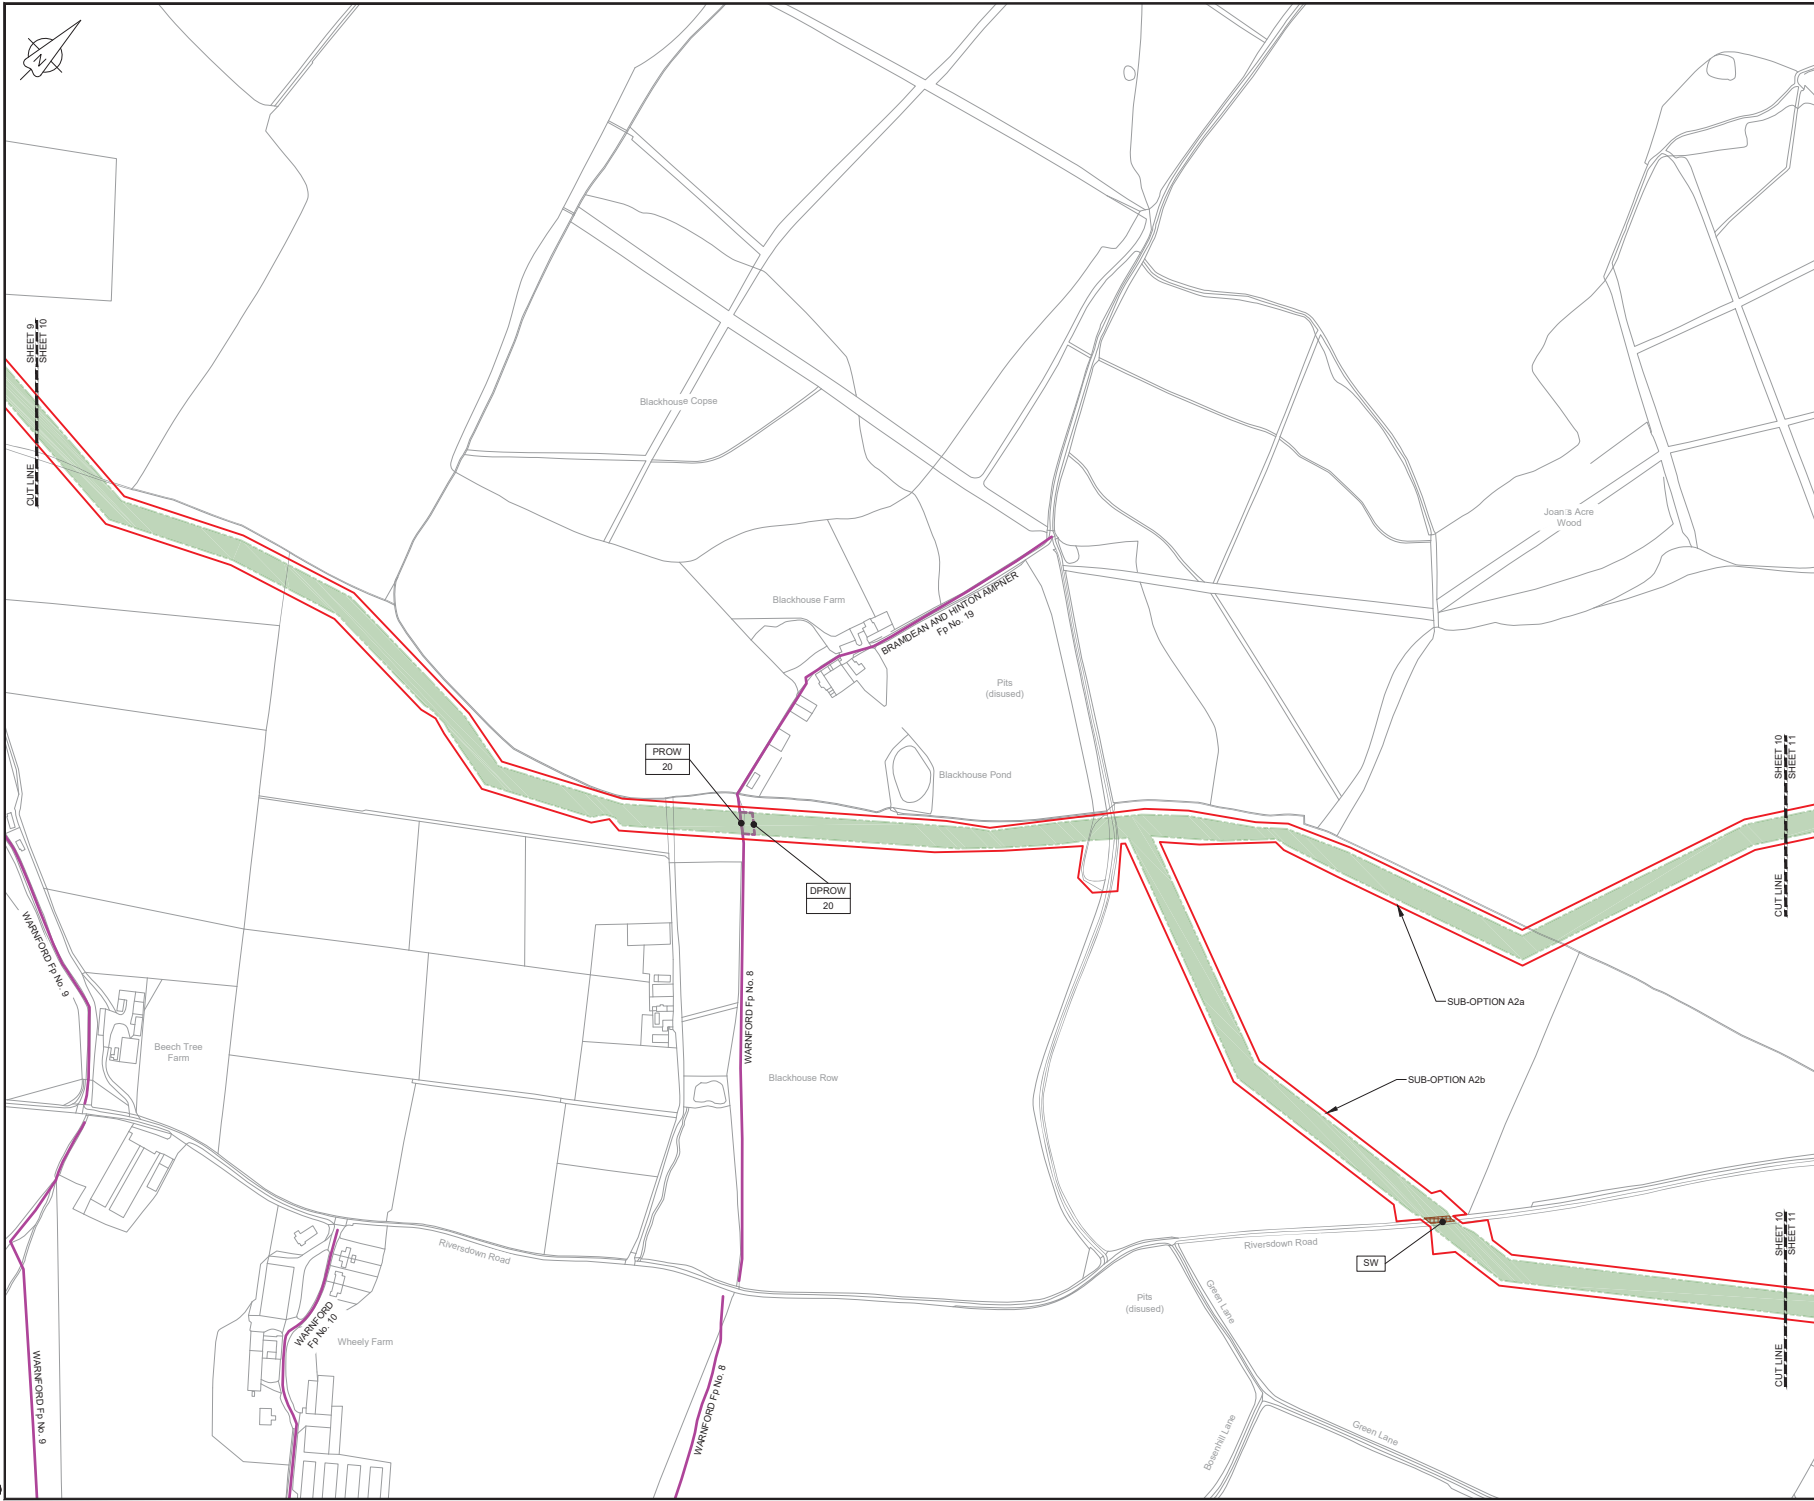 N
SHEET 9
SHEET 10
CUT LINE
Blackhouse Copse
Joan's Acre
Wood
Blackhouse Farm
BRAMDEAN AND HINTON AMPNER
Fp No. 19
Pits
(disused)
PROW
20
Blackhouse Pond
SHEET 10
SHEET 11
CUT LINE
DPROW
20
WARNFORD Fp No. 9
WARNFORD Fp No. 8
SUB-OPTION A2a
Beech Tree
Farm
Blackhouse Row
SUB-OPTION A2b
Riversdown Road
Riversdown Road
SW
SHEET 10
SHEET 11
CUT LINE
Pits
(disused)
Green Lane
WARNFORD
Fp No. 10
Wheely Farm
WARNFORD Fp No. 9
WARNFORD Fp No. 8
Bosenhill Lane
Green Lane